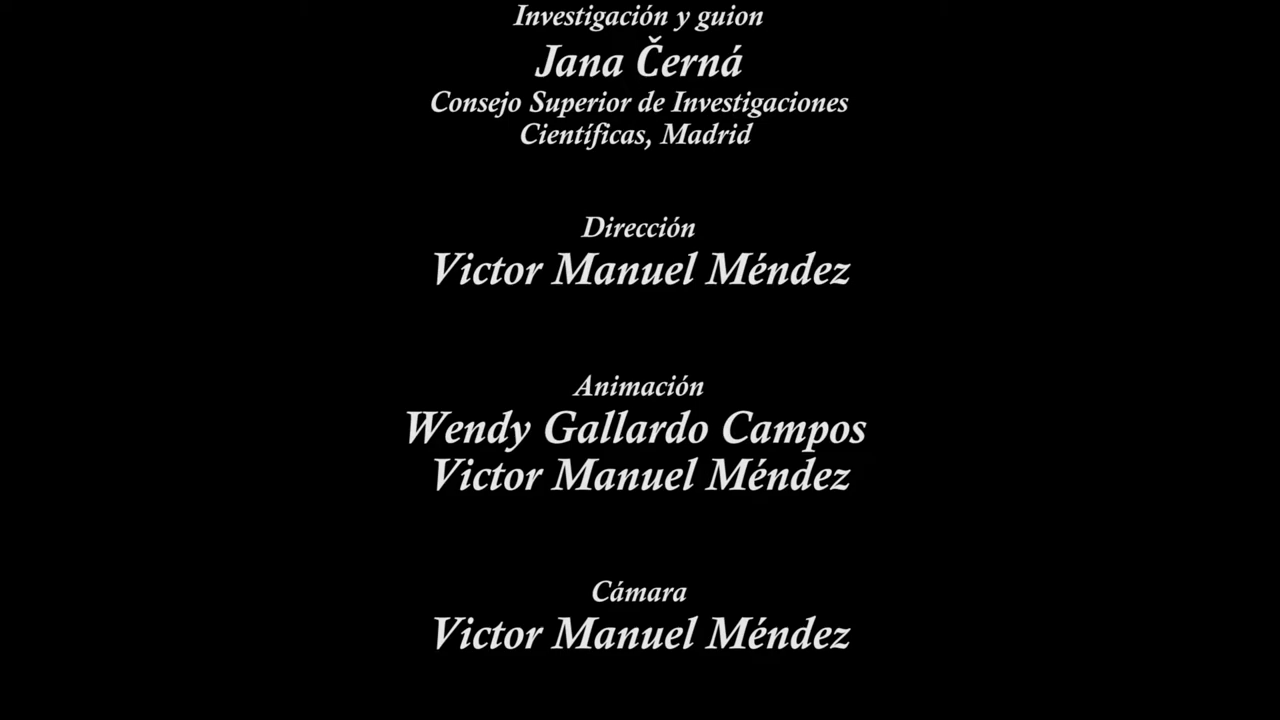 Investigación y guion
Jana Černá
Consejo Superior de Investigaciones
Científicas, Madrid
Dirección
Victor Manuel Méndez
Animación
Wendy Gallardo Campos
Victor Manuel Méndez
Cámara
Victor Manuel Méndez